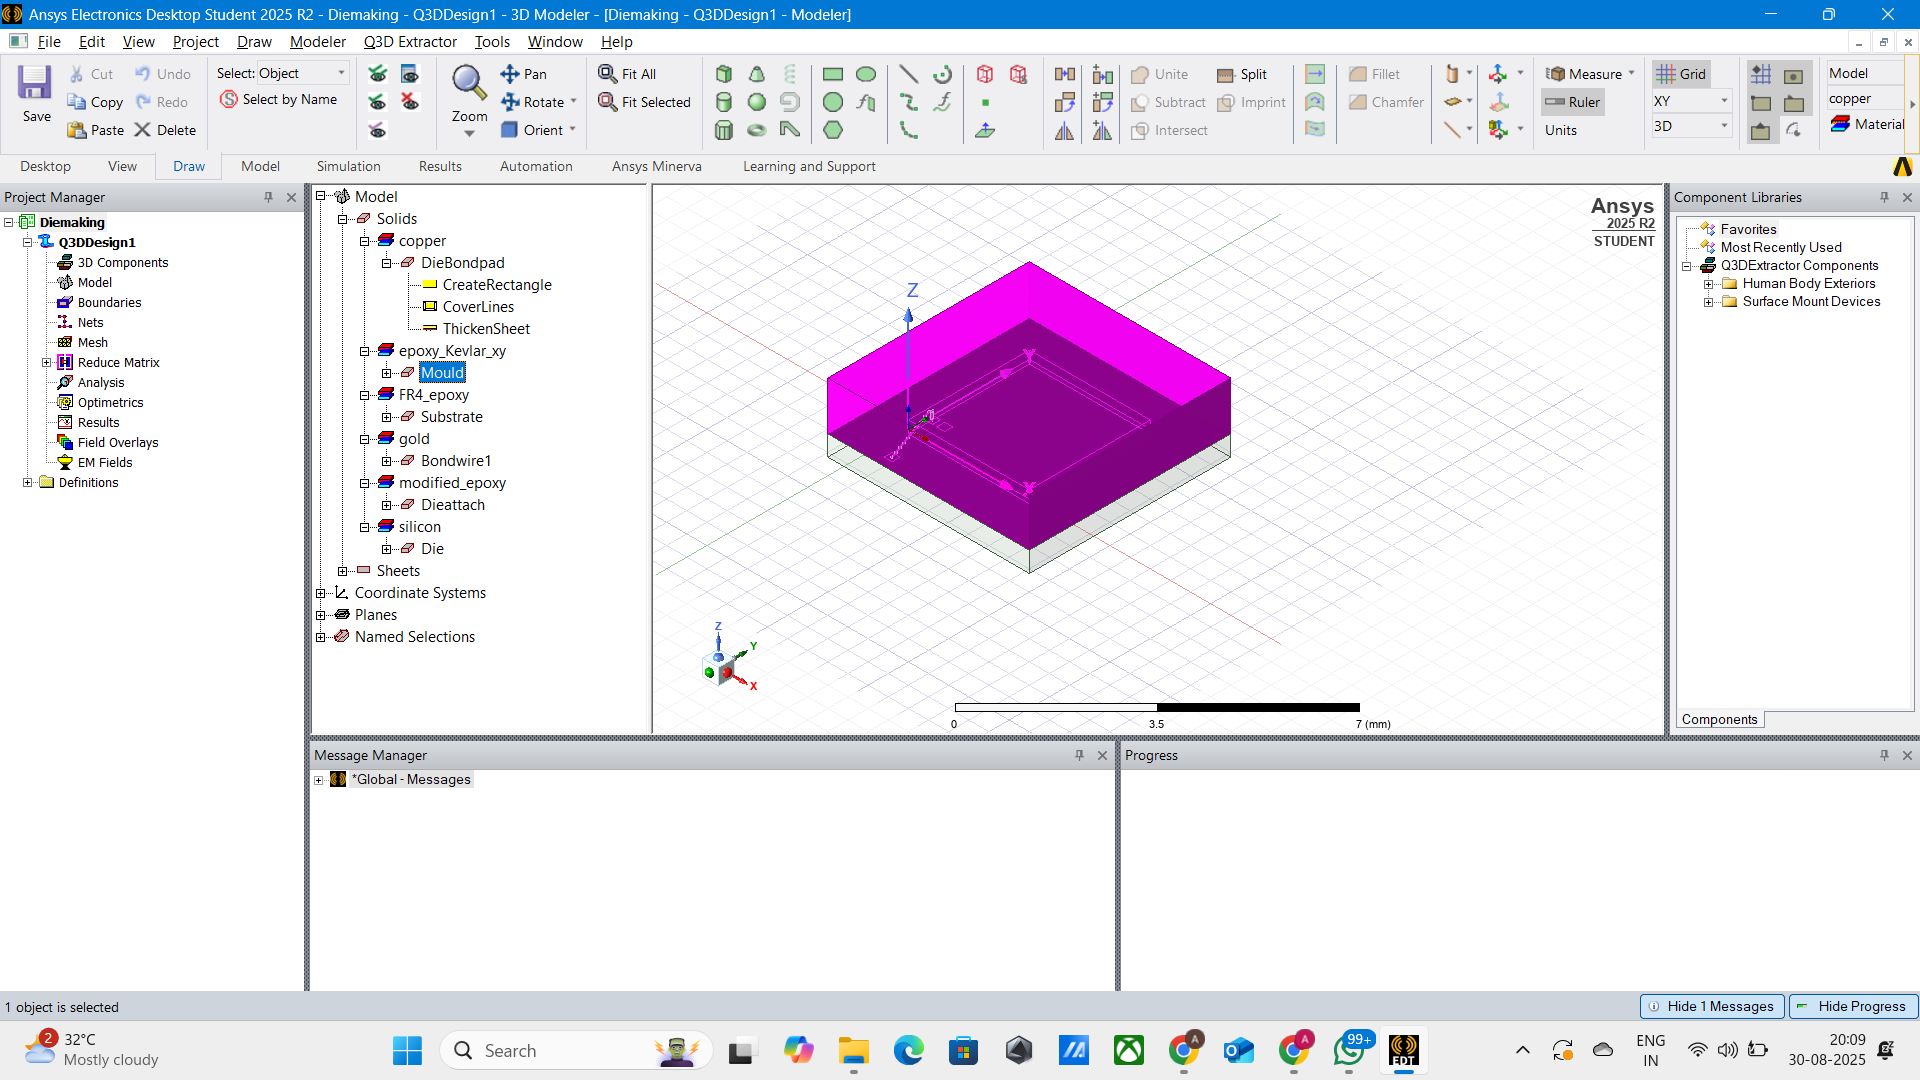 Ansys Electronics Desktop Student 2025 R2 - Diemaking - Q3DDesign1 - 3D Modeler - [Diemaking - Q3DDesign1 - Modeler]
File Edit View Project Draw Modeler Q3D Extractor Tools Window Help
Save
Cut
Copy
Paste
Undo
Redo
Delete
Select: Object
Select by Name
Zoom
Pan
Rotate
Orient
Fit All
Fit Selected
Unite
Subtract
Intersect
Split
Imprint
Fillet
Chamfer
Measure
Ruler
Units
Grid
XY
3D
Model
copper
Material
Desktop View Draw Model Simulation Results Automation Ansys Minerva Learning and Support
Project Manager
Diemaking
Q3DDesign1
3D Components
Model
Boundaries
Nets
Mesh
Reduce Matrix
Analysis
Optimetrics
Results
Field Overlays
EM Fields
Definitions
Model
Solids
copper
DieBondpad
CreateRectangle
CoverLines
ThickenSheet
epoxy_Kevlar_xy
Mould
FR4_epoxy
Substrate
gold
Bondwire1
modified_epoxy
Dieattach
silicon
Die
Sheets
Coordinate Systems
Planes
Named Selections
Ansys
2025 R2
STUDENT
Z
Z
Y
X
0 3.5 7 (mm)
Component Libraries
Favorites
Most Recently Used
Q3DExtractor Components
Human Body Exteriors
Surface Mount Devices
Components
Message Manager
*Global - Messages
Progress
1 object is selected
Hide 1 Messages
Hide Progress
2
32°C
Mostly cloudy
Search
A
A
99+
EDT
ENG
IN
20:09
30-08-2025